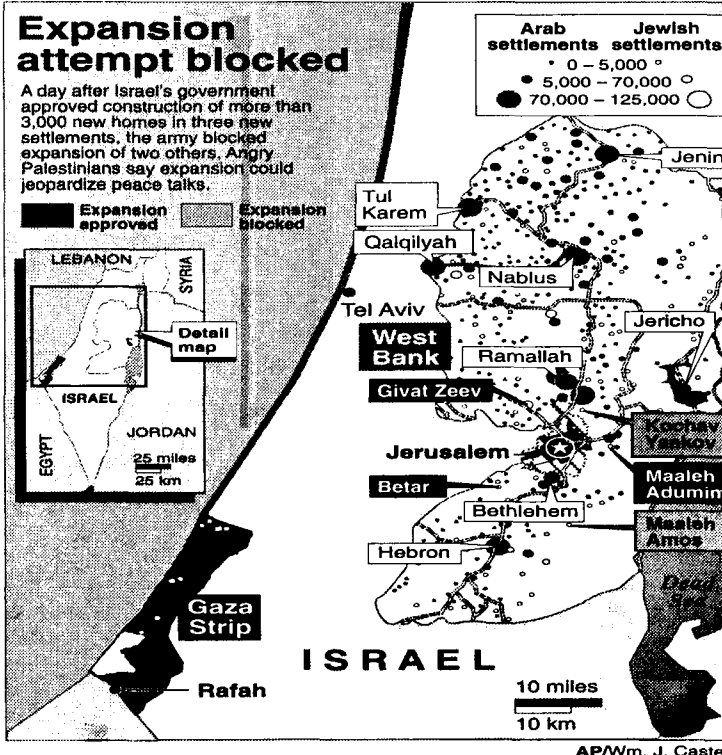 Expansion
attempt blocked
A day after Israel's government
approved construction of more than
3,000 new homes in three new
settlements, the army blocked
expansion of two others. Angry
Palestinians say expansion could
jeopardize peace talks.
Expansion approved
Expansion blocked
Arab settlements
Jewish settlements
0 – 5,000
5,000 – 70,000
70,000 – 125,000
LEBANON
SYRIA
Detail
map
ISRAEL
JORDAN
EGYPT
25 miles
25 km
Jenin
Tul
Karem
Qalqilyah
Nablus
Tel Aviv
West
Bank
Jericho
Ramallah
Givat Zeev
Kochav
Yaakov
Jerusalem
Maaleh
Adumim
Betar
Bethlehem
Maaleh
Amos
Hebron
Dead
Sea
Gaza
Strip
ISRAEL
Rafah
10 miles
10 km
AP/Wm. J. Caste